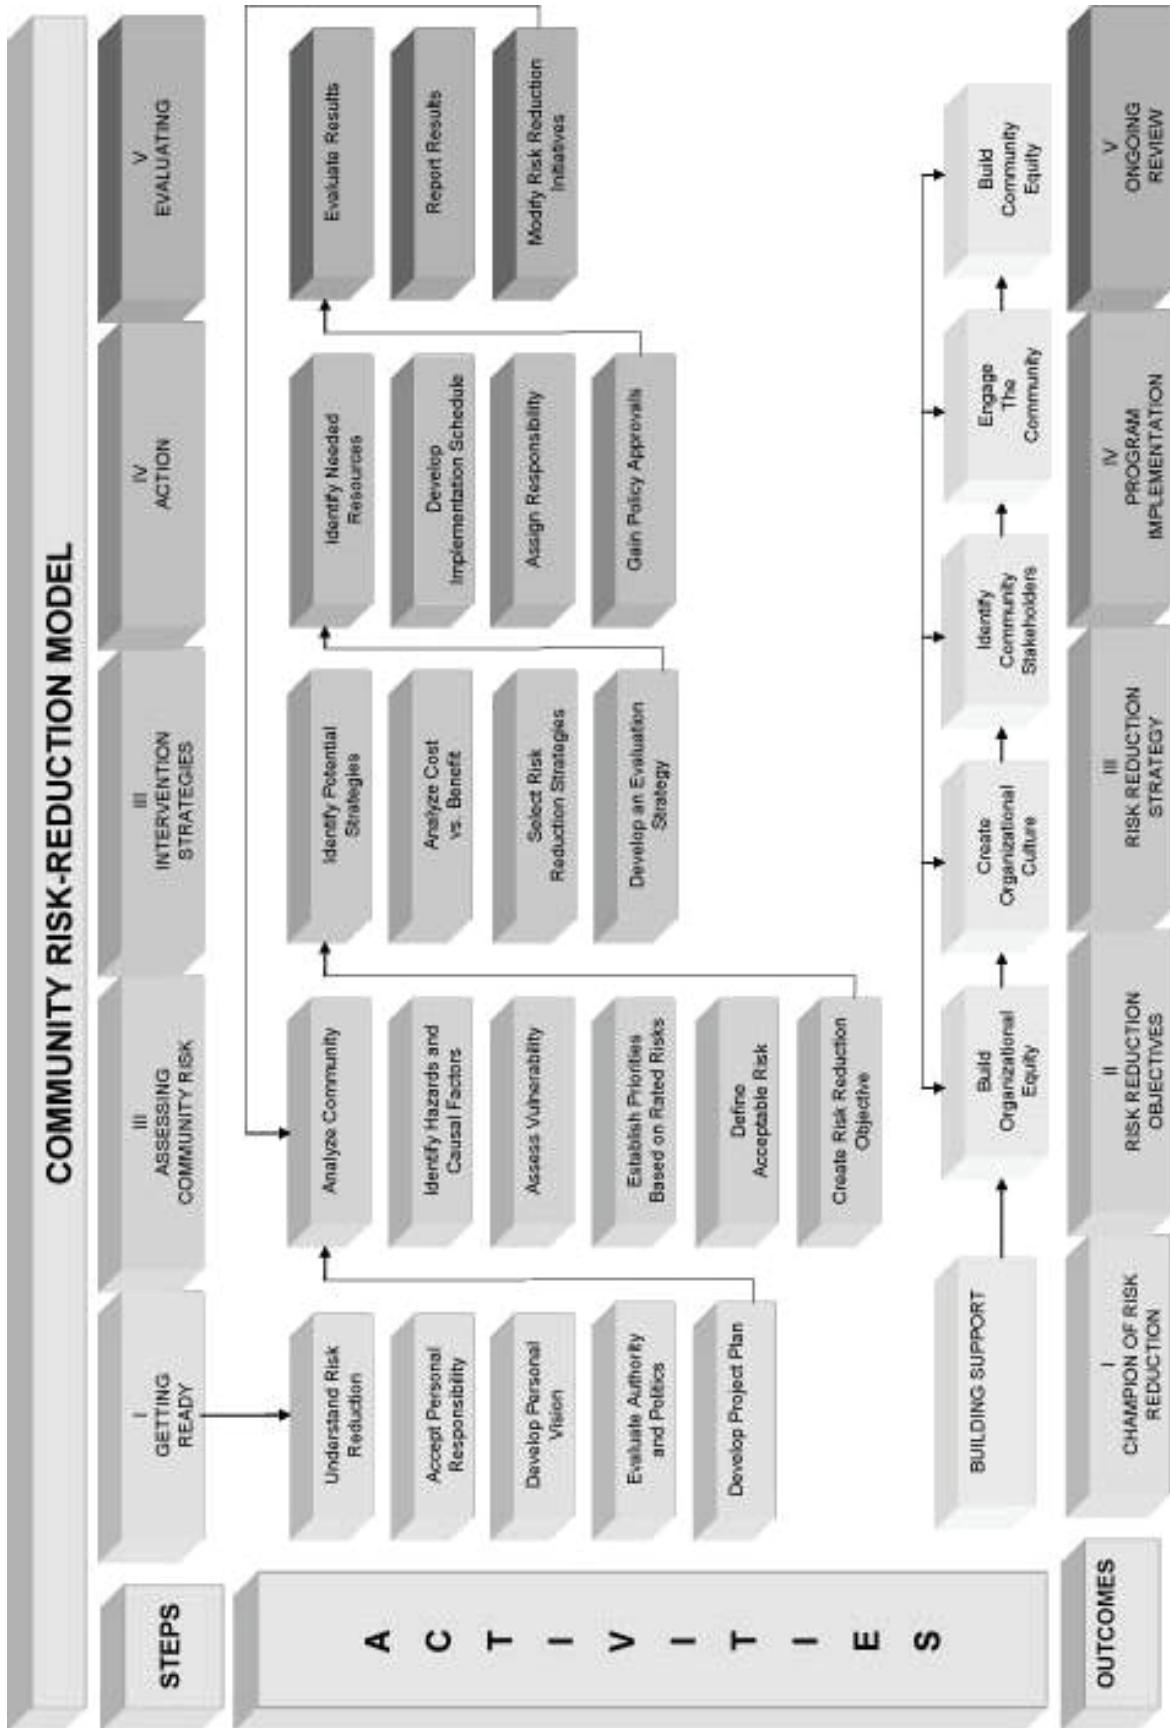 COMMUNITY RISK-REDUCTION MODEL
STEPS
I
GETTING
READY
III
ASSESSING
COMMUNITY RISK
III
INTERVENTION
STRATEGIES
IV
ACTION
V
EVALUATING
A
C
T
I
V
I
T
I
E
S
Understand Risk
Reduction
Accept Personal
Responsibility
Develop Personal
Vision
Evaluate Authority
and Politics
Develop Project Plan
Analyze Community
Identify Hazards and
Causal Factors
Assess Vulnerability
Establish Priorities
Based on Rated Risks
Define
Acceptable Risk
Create Risk Reduction
Objective
Identify Potential
Strategies
Analyze Cost
vs. Benefit
Select Risk
Reduction Strategies
Develop an Evaluation
Strategy
Identify Needed
Resources
Develop
Implementation Schedule
Assign Responsibility
Gain Policy Approvals
Evaluate Results
Report Results
Modify Risk Reduction
Initiatives
BUILDING SUPPORT
Build
Organizational
Equity
Create
Organizational
Culture
Identify
Community
Stakeholders
Engage
The
Community
Build
Community
Equity
OUTCOMES
I
CHAMPION OF RISK
REDUCTION
II
RISK REDUCTION
OBJECTIVES
III
RISK REDUCTION
STRATEGY
IV
PROGRAM
IMPLEMENTATION
V
ONGOING
REVIEW